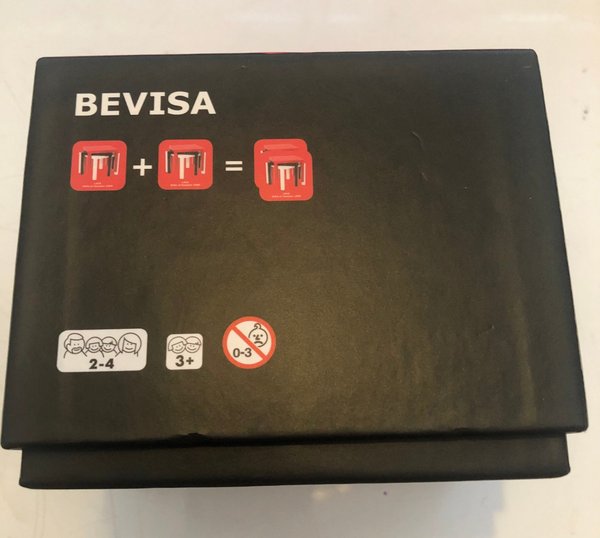 BEVISA
+ =
2-4
3+
0-3